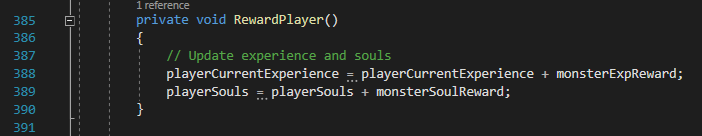 1 reference
385 private void RewardPlayer()
386 {
387 // Update experience and souls
388 playerCurrentExperience = playerCurrentExperience + monsterExpReward;
389 playerSouls = playerSouls + monsterSoulReward;
390 }
391